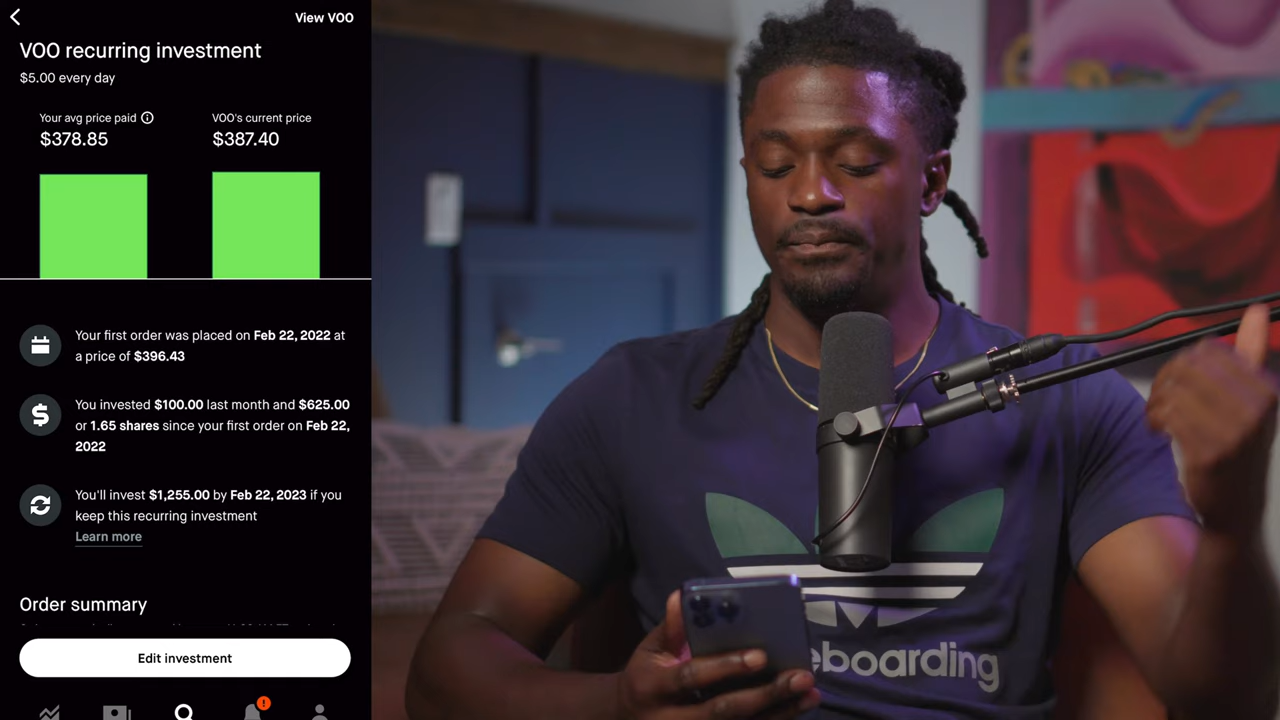 View VOO
VOO recurring investment
$5.00 every day
Your avg price paid
$378.85
VOO's current price
$387.40
Your first order was placed on Feb 22, 2022 at
a price of $396.43
You invested $100.00 last month and $625.00
or 1.65 shares since your first order on Feb 22,
2022
You'll invest $1,255.00 by Feb 22, 2023 if you
keep this recurring investment
Learn more
Order summary
Edit investment
eboarding